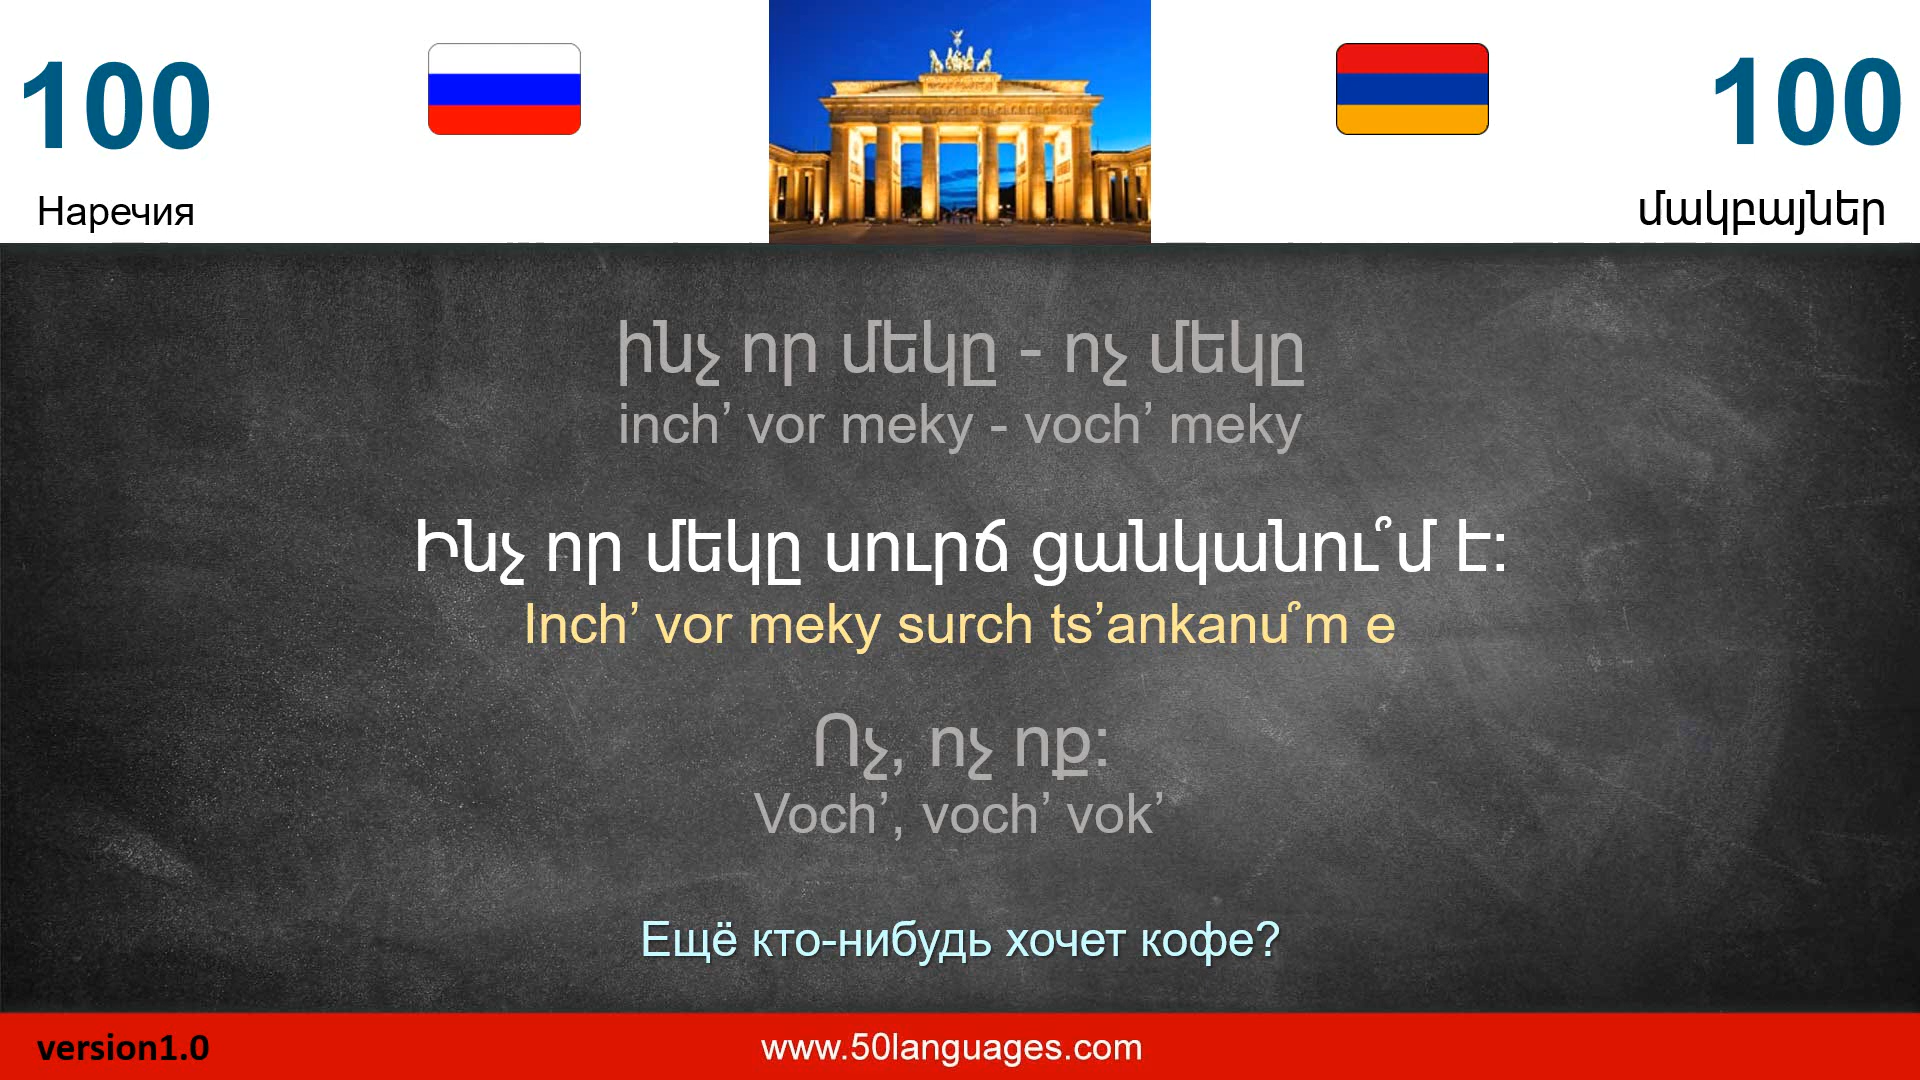 100
100
Наречия
մակբայներ
ինչ որ մեկը - ոչ մեկը
inch’ vor meky - voch’ meky
Ինչ որ մեկը սուրճ ցանկանու՞մ է:
Inch’ vor meky surch ts’ankanu՞m e
Ոչ, ոչ ոք:
Voch’, voch’ vok’
Ещё кто-нибудь хочет кофе?
version1.0
www.50languages.com